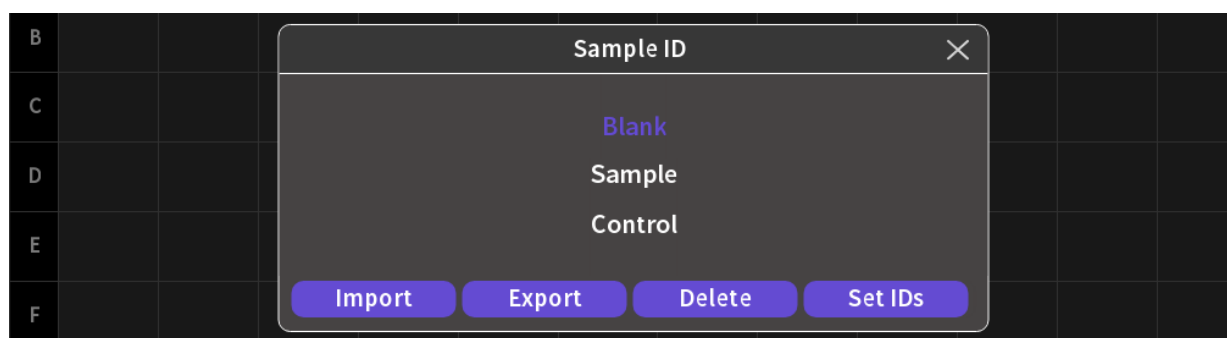 B
Sample ID
C
Blank
D
Sample
Control
E
Import Export Delete Set IDs
F